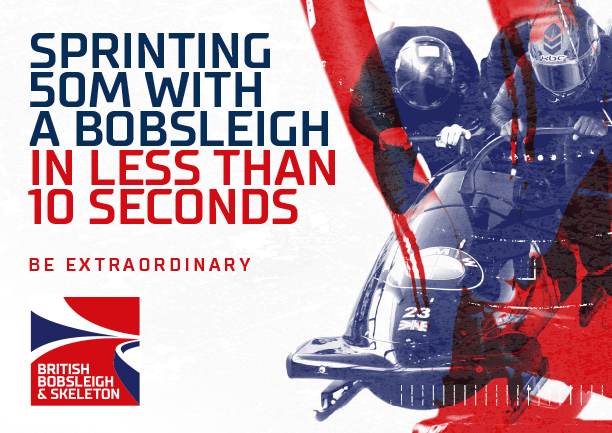 SPRINTING
50M WITH
A BOBSLEIGH
IN LESS THAN
10 SECONDS
BE EXTRAORDINARY
BRITISH
BOBSLEIGH
& SKELETON
23